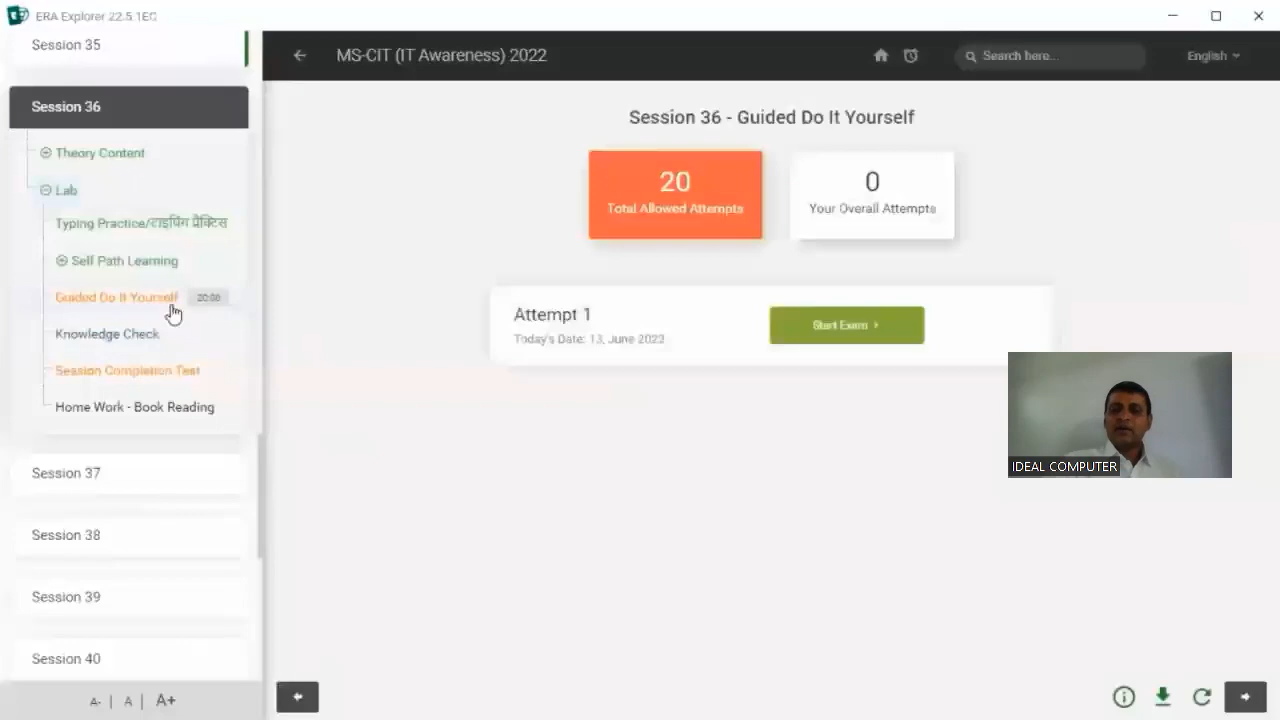 ERA Explorer 22.5.1EC
Session 35
MS-CIT (IT Awareness) 2022
Search here...
English
Session 36
Theory Content
Lab
Typing Practice/टाइपिंग प्रॅक्टिस
Self Path Learning
Guided Do It Yourself
Knowledge Check
Session Completion Test
Home Work - Book Reading
Session 37
Session 38
Session 39
Session 40
A- | A | A+
Session 36 - Guided Do It Yourself
20
Total Allowed Attempts
0
Your Overall Attempts
Attempt 1
Today's Date: 13, June 2022
Start Exam
IDEAL COMPUTER